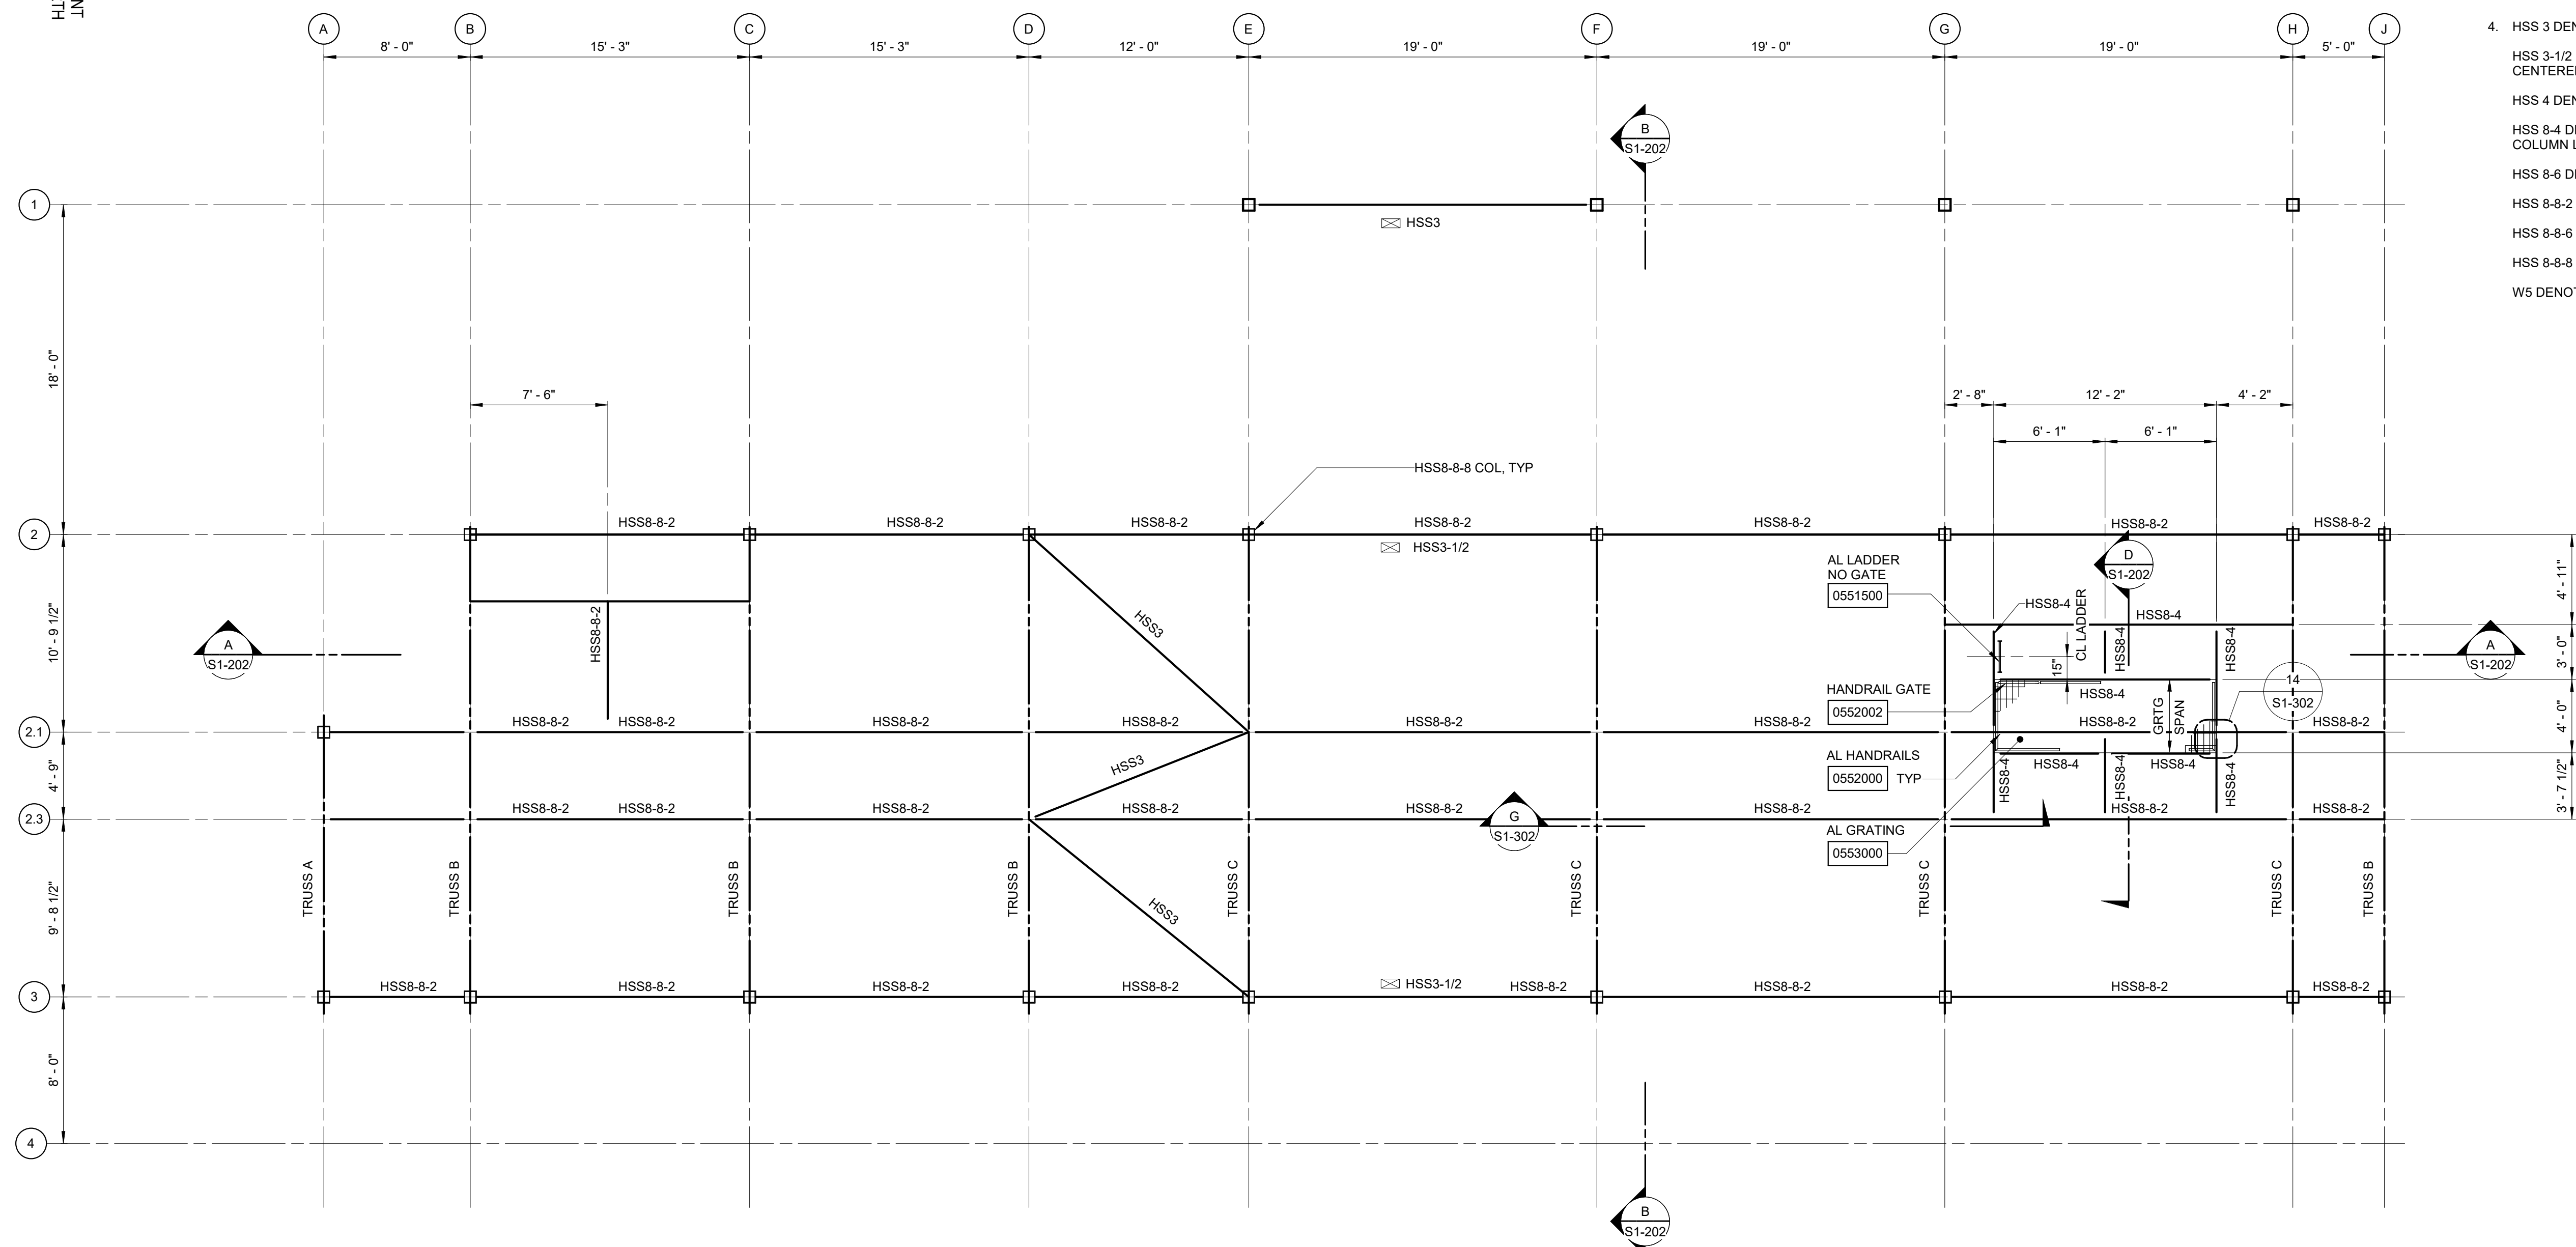 NT
TH
A
B
C
D
E
F
G
H
J
8' - 0"
15' - 3"
15' - 3"
12' - 0"
19' - 0"
19' - 0"
19' - 0"
5' - 0"
4. HSS 3 DEN
HSS 3-1/2
CENTERE
HSS 4 DEN
HSS 8-4 D
COLUMN L
HSS 8-6 D
HSS 8-8-2
HSS 8-8-6
HSS 8-8-8
W5 DENOT
B
S1-202
1
HSS3
18' - 0"
7' - 6"
2' - 8"
12' - 2"
4' - 2"
6' - 1"
6' - 1"
HSS8-8-8 COL, TYP
2
HSS8-8-2
HSS8-8-2
HSS8-8-2
HSS8-8-2
HSS8-8-2
HSS8-8-2
HSS8-8-2
HSS3-1/2
D
S1-202
AL LADDER
NO GATE
0551500
4' - 11"
10' - 9 1/2"
HSS8-8-2
HSS3
HSS8-4
CL LADDER
HSS8-4
HSS8-4
HSS8-4
15"
A
S1-202
A
S1-202
3' - 0"
14
S1-302
HANDRAIL GATE
0552002
HSS8-4
GRTG
SPAN
4' - 0"
2.1
HSS8-8-2
HSS8-8-2
HSS8-8-2
HSS8-8-2
HSS8-8-2
HSS8-8-2
HSS8-8-2
HSS8-8-2
4' - 9"
HSS3
AL HANDRAILS
0552000
TYP
HSS8-4
HSS8-4
HSS8-4
HSS8-4
HSS8-4
3' - 7 1/2"
2.3
HSS8-8-2
HSS8-8-2
HSS8-8-2
HSS8-8-2
HSS8-8-2
HSS8-8-2
HSS8-8-2
HSS8-8-2
G
S1-302
AL GRATING
0553000
9' - 8 1/2"
TRUSS A
TRUSS B
TRUSS B
TRUSS B
TRUSS C
TRUSS C
TRUSS C
TRUSS C
TRUSS B
HSS3
3
HSS8-8-2
HSS8-8-2
HSS8-8-2
HSS8-8-2
HSS3-1/2
HSS8-8-2
HSS8-8-2
HSS8-8-2
HSS8-8-2
8' - 0"
4
B
S1-202